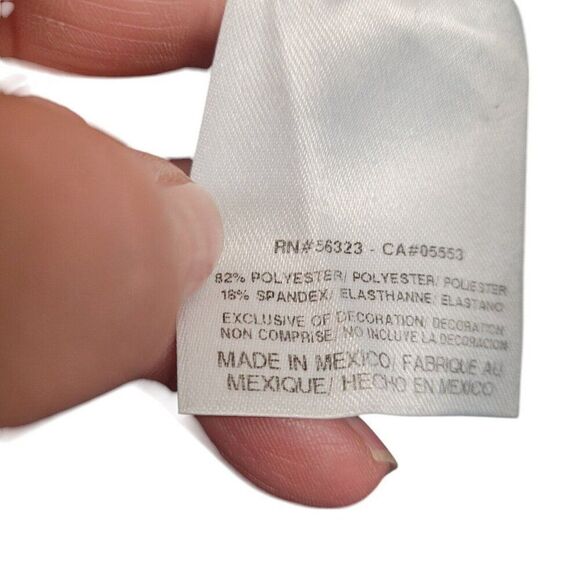 RN#56323 - CA#05553
82% POLYESTER/ POLYESTER/ POLIESTER
18% SPANDEX/ ELASTHANNE/ ELASTANO
EXCLUSIVE OF DECORATION/ DECORATION
NON COMPRISE/ NO INCLUYE LA DECORACION
MADE IN MEXICO/ FABRIQUE AU
MEXIQUE/ HECHO EN MEXICO